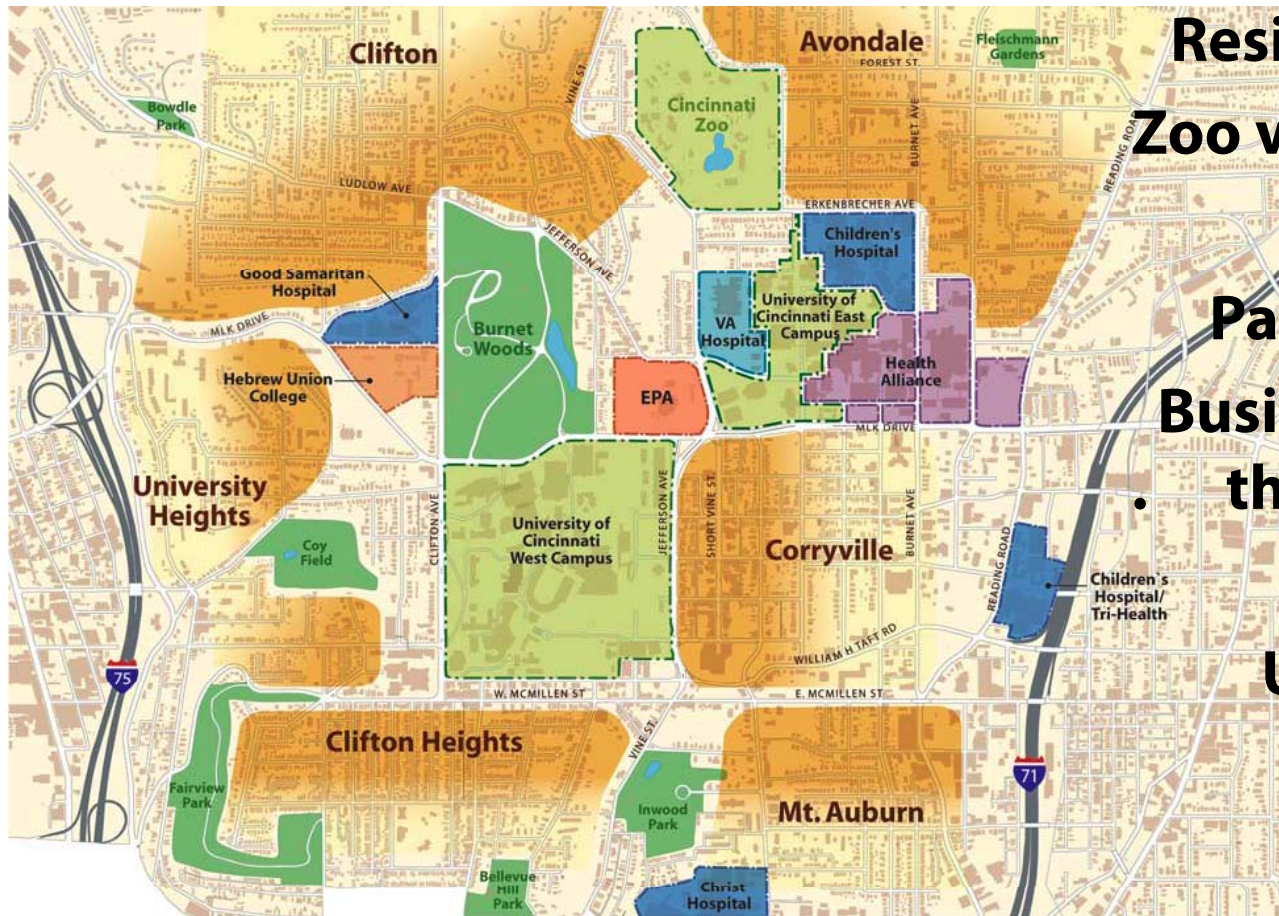 Clifton
Avondale
FOREST ST.
Fleischmann
Gardens
Resi
VINE ST.
Bowdle
Park
Cincinnati
Zoo
BURNET AVE
READING ROAD
Zoo v
LUDLOW AVE
ERKENBRECHER AVE
JEFFERSON AVE
Children's
Hospital
Good Samaritan
Hospital
MLK DRIVE
Burnet
Woods
VA
Hospital
University of
Cincinnati East
Campus
Pa
Health
Alliance
Hebrew Union
College
EPA
Busi
MLK DRIVE
University
Heights
CLIFTON AVE
University of
Cincinnati
West Campus
JEFFERSON AVE
SHORT VINE ST.
BURNET AVE
. th
Corryville
Coy
Field
READING ROAD
Children`s
Hospital/
Tri-Health
WILLIAM H TAFT RD
75
W. MCMILLEN ST
E. MCMILLEN ST
Clifton Heights
VINE ST.
71
Fairview
Park
Inwood
Park
Mt. Auburn
Bellevue
Hill
Park
Christ
Hospital